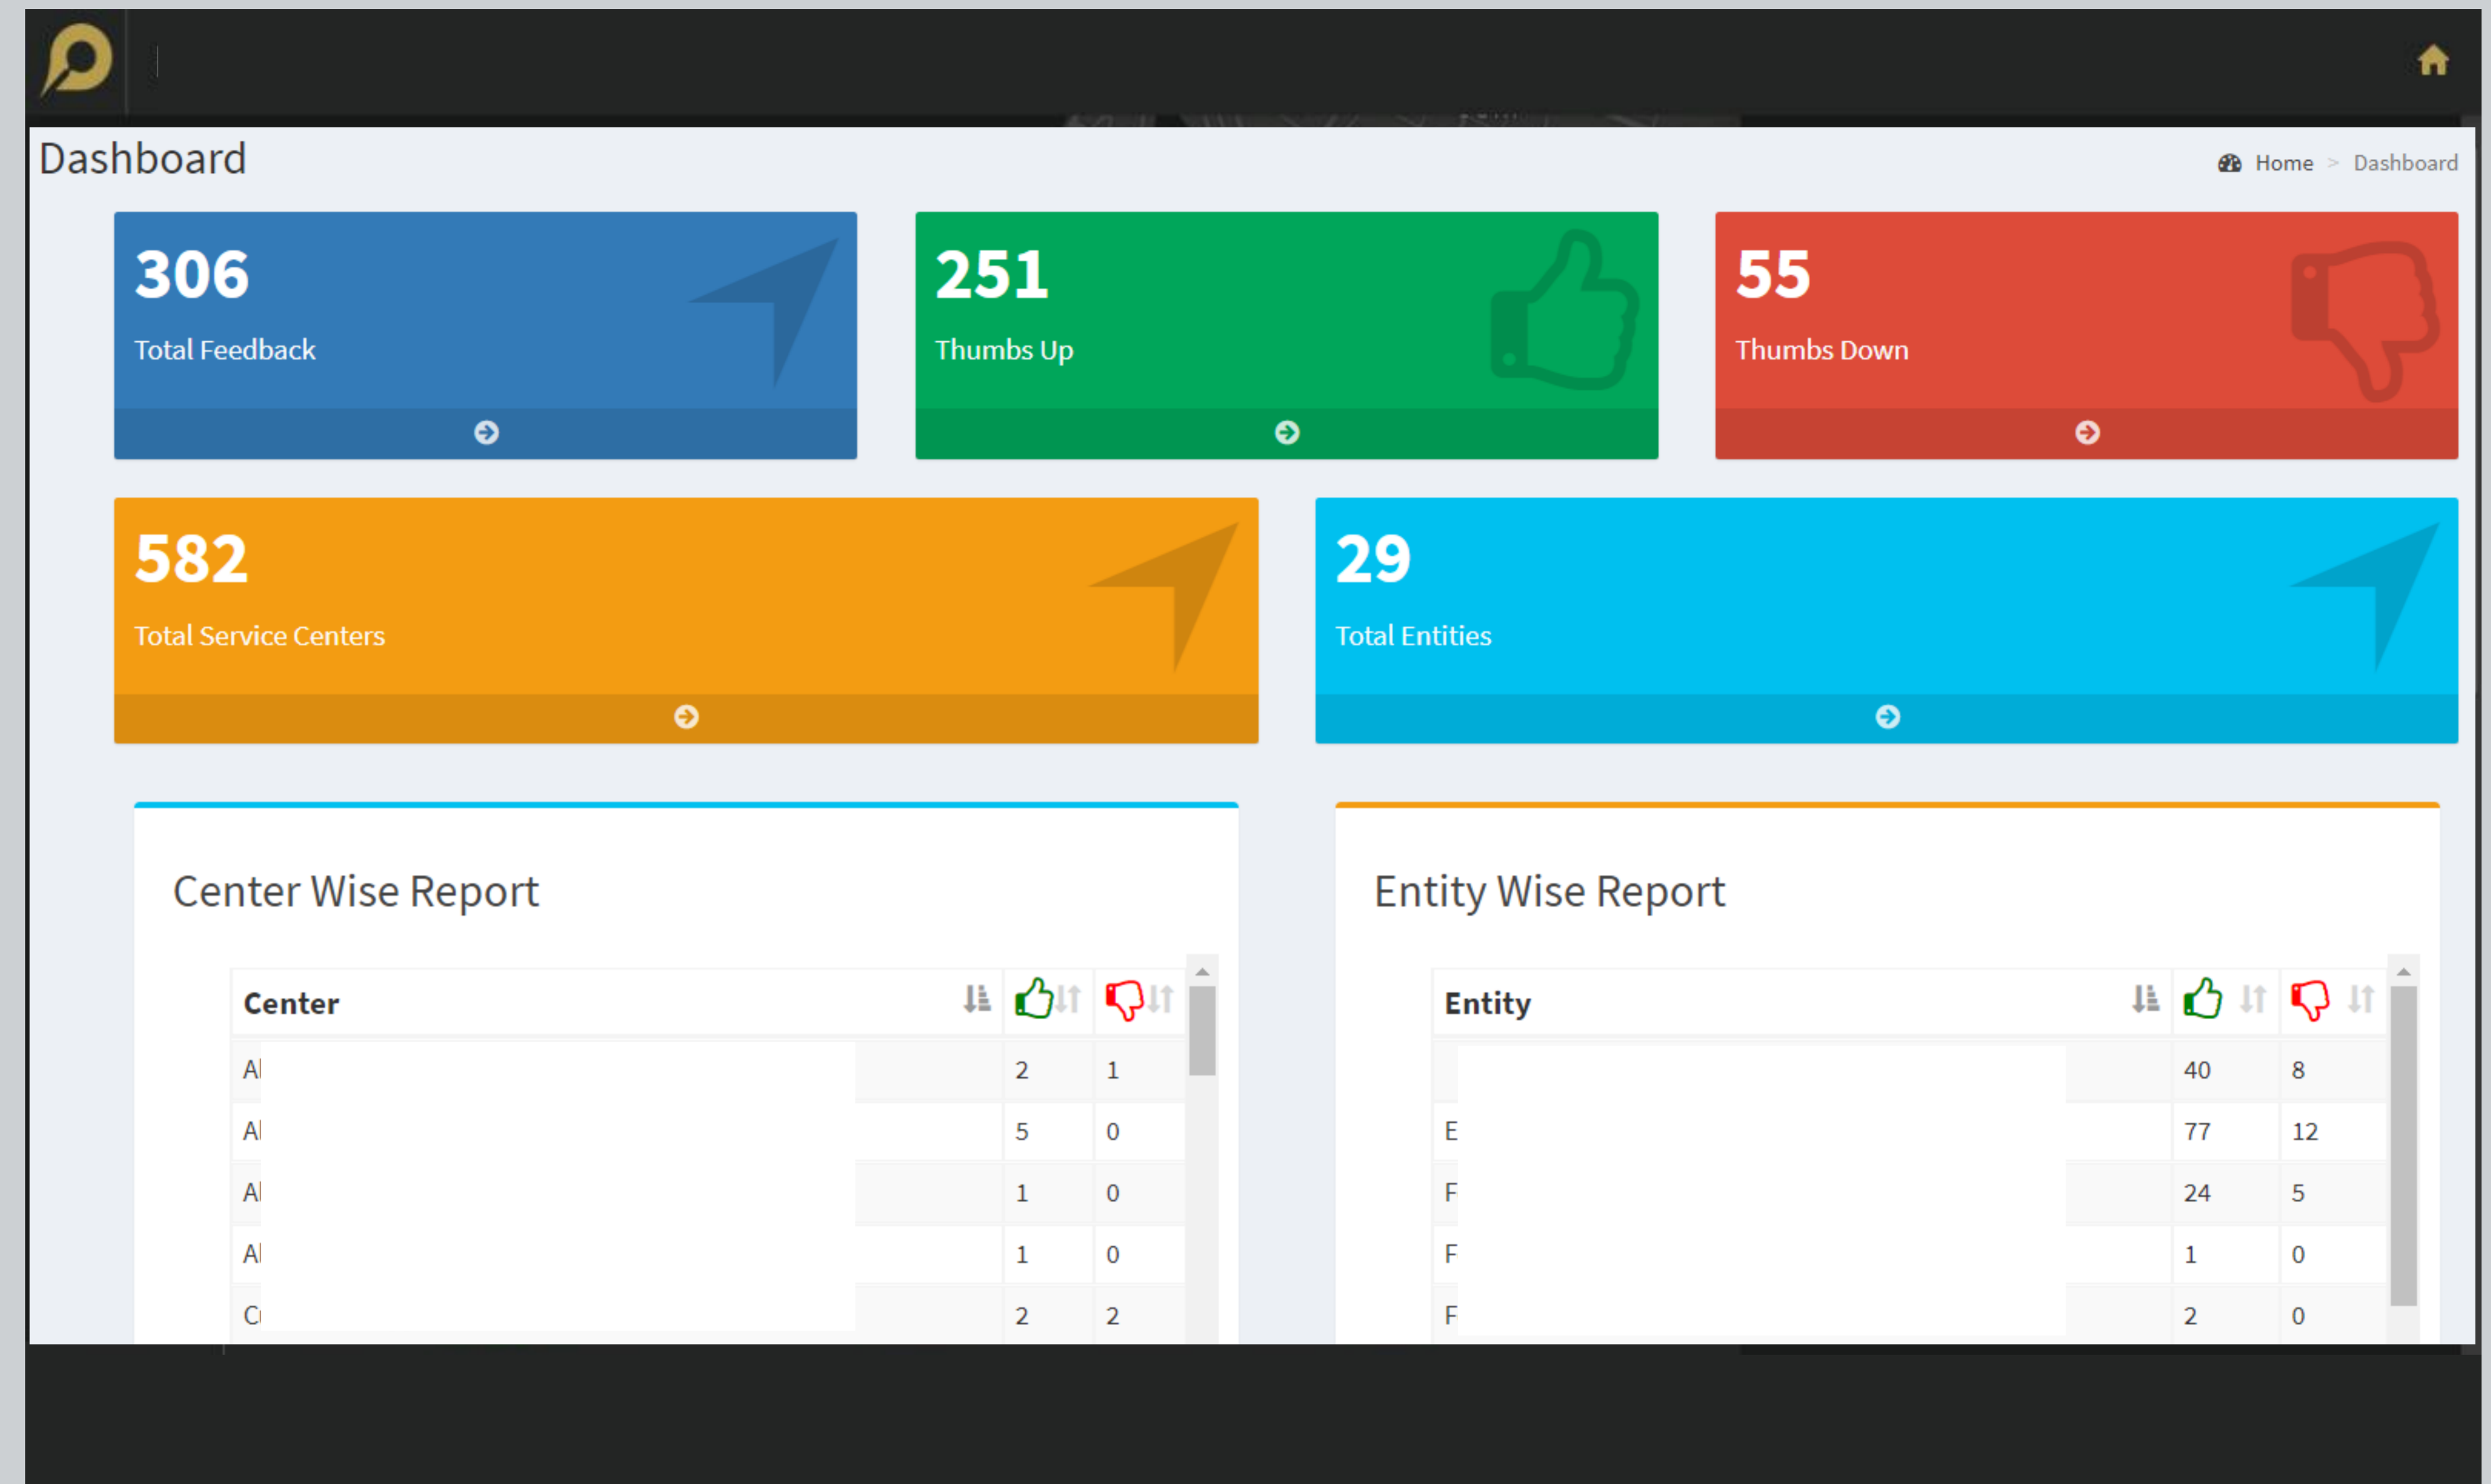 Dashboard
Home > Dashboard
306
Total Feedback
251
Thumbs Up
55
Thumbs Down
582
Total Service Centers
29
Total Entities
Center Wise Report
Center
2 1
5 0
1 0
1 0
2 2
Entity Wise Report
Entity
40 8
E 77 12
F 24 5
F 1 0
F 2 0